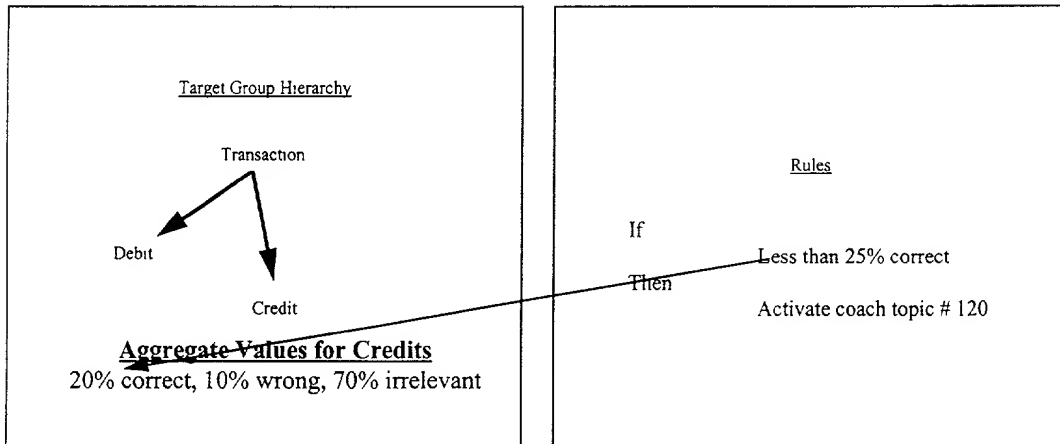 Target Group Hierarchy
Transaction
Debit
Credit
Aggregate Values for Credits
20% correct, 10% wrong, 70% irrelevant
Rules
If
Less than 25% correct
Then
Activate coach topic # 120